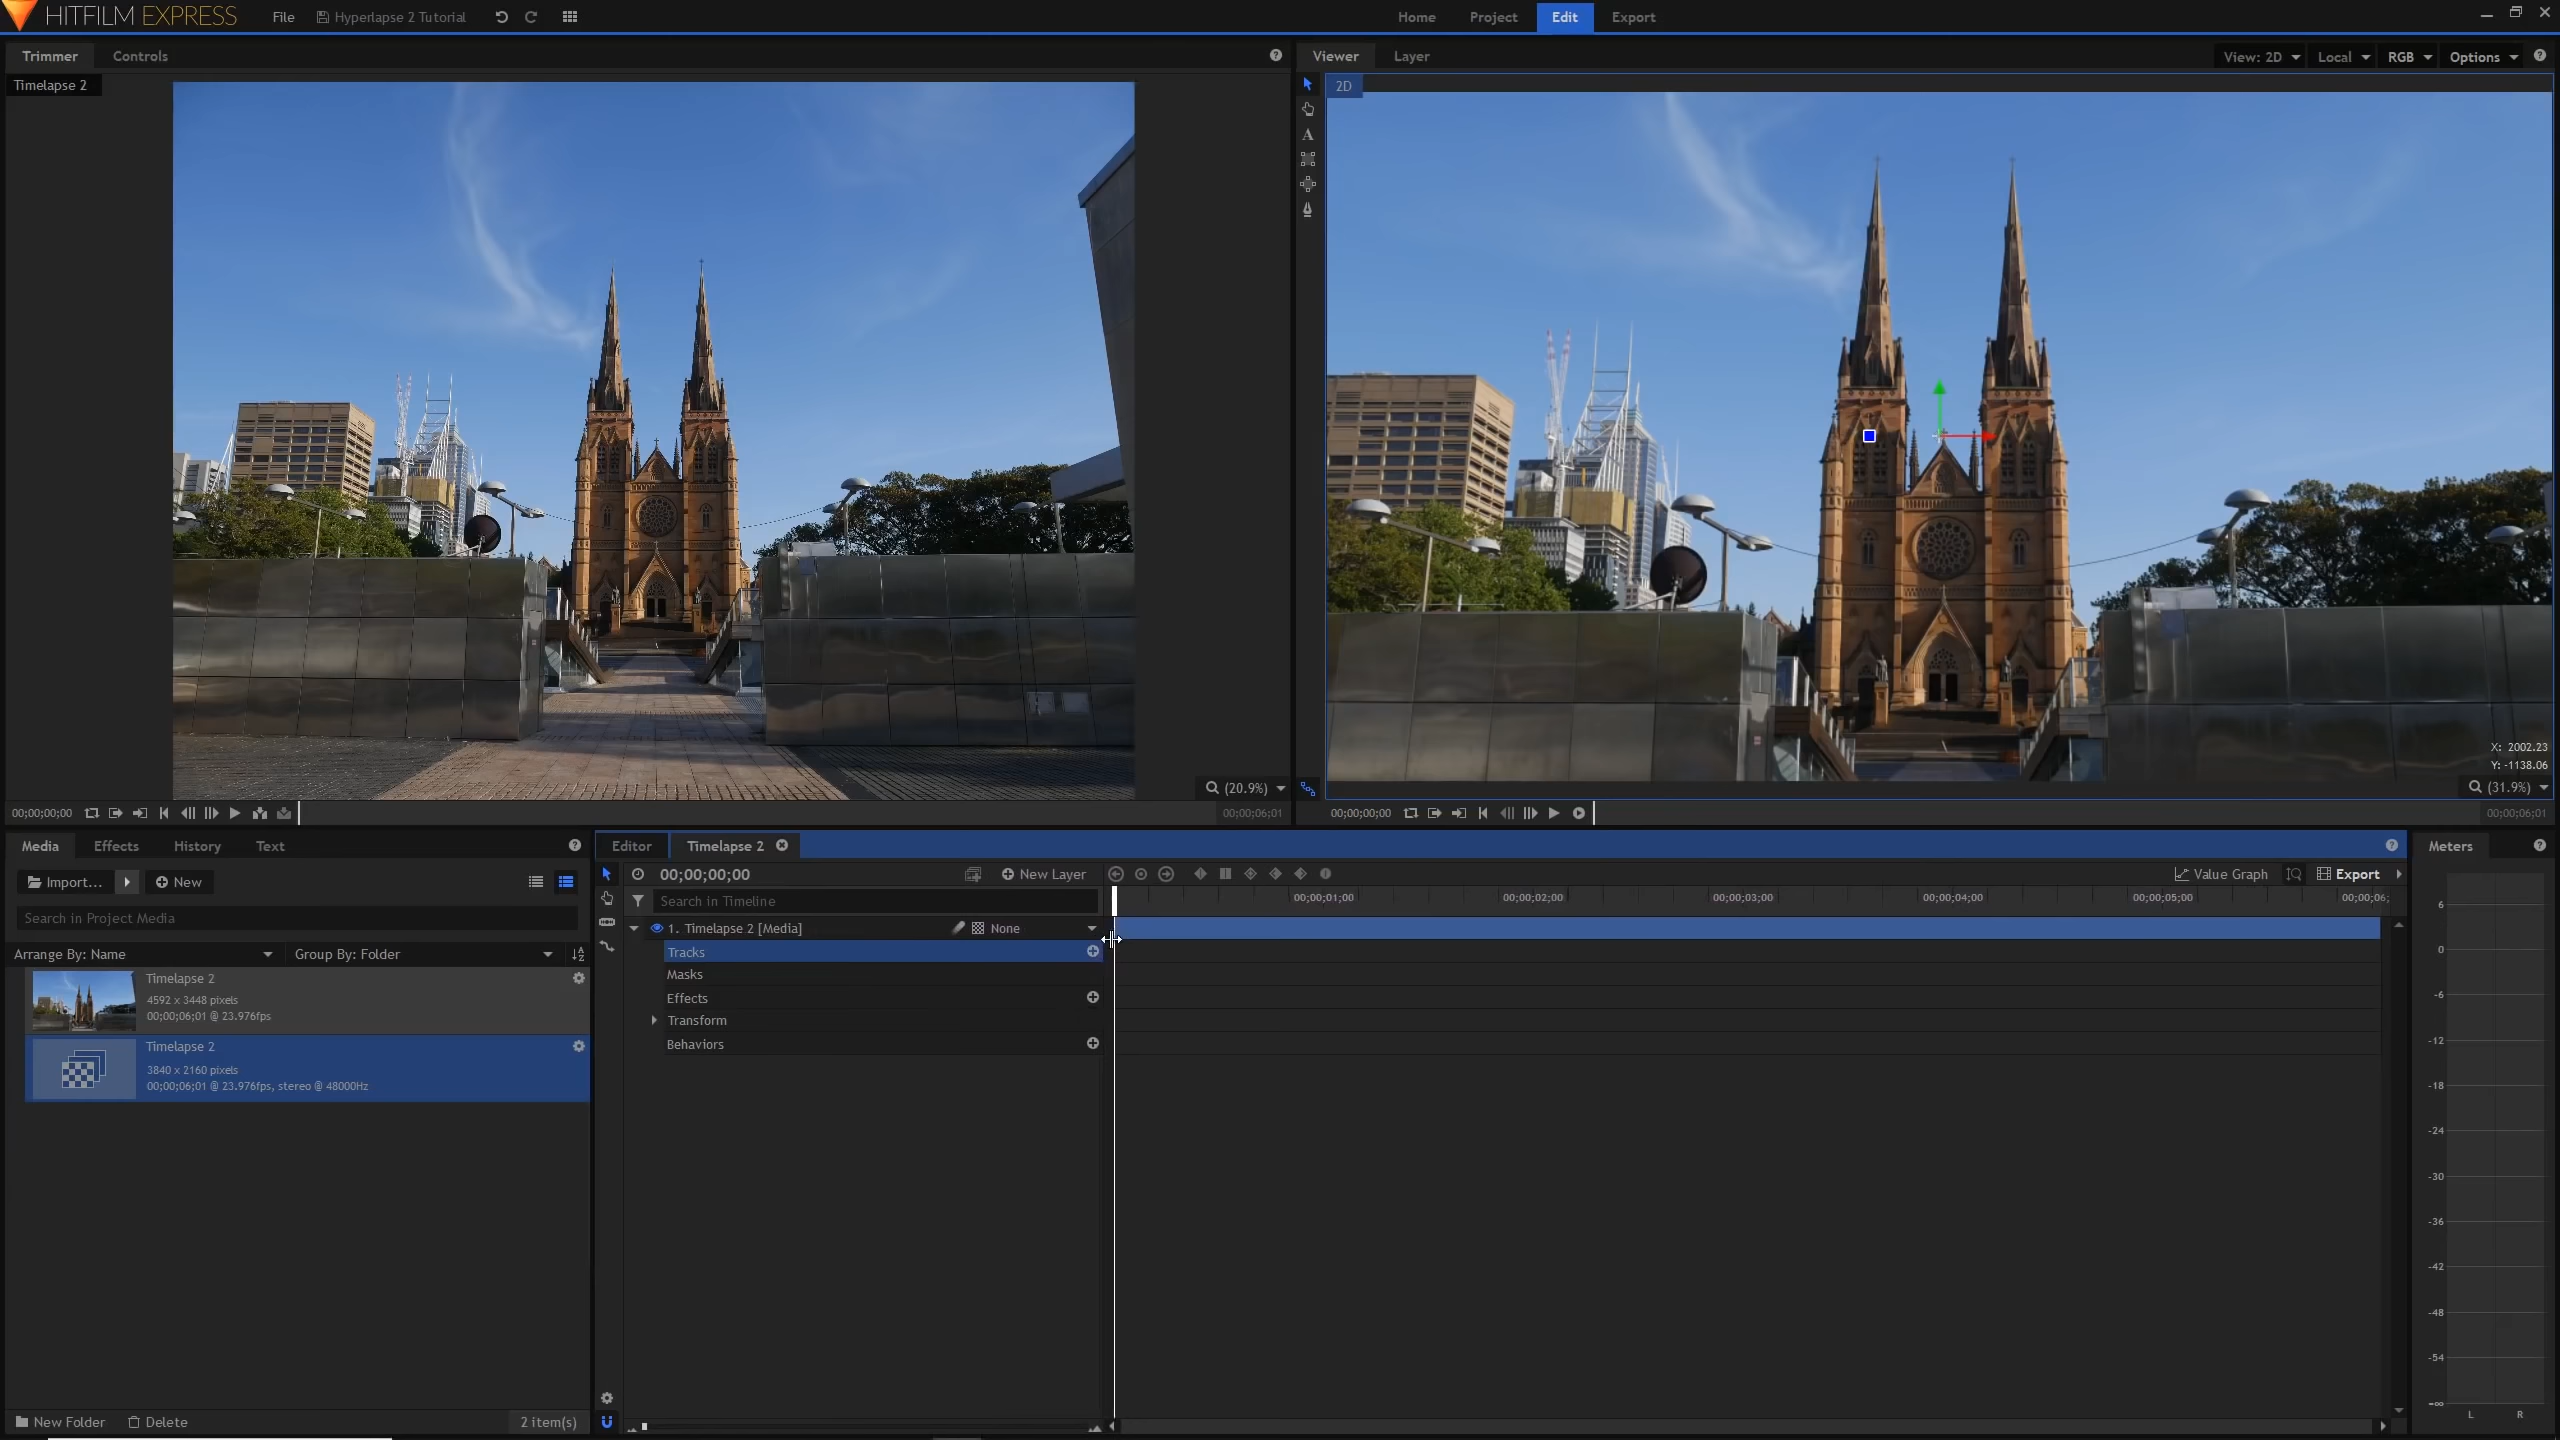 HITFILM EXPRESS File Hyperlapse 2 Tutorial Home Project Edit Export
Trimmer Controls
Timelapse 2
(20.9%)
00;00;00;00 00;00;06;01
Viewer Layer View: 2D Local RGB Options
2D
A
X: 2002.23
Y: -1138.06
(31.9%)
00;00;00;00 00;00;06;01
Media Effects History Text
Import... New
Search in Project Media
Arrange By: Name Group By: Folder
Timelapse 2
4592 x 3448 pixels
00;00;06;01 @ 23.976fps
Timelapse 2
3840 x 2160 pixels
00;00;06;01 @ 23.976fps, stereo @ 48000Hz
New Folder Delete 2 item(s)
Editor Timelapse 2
00;00;00;00 New Layer Value Graph Export
Search in Timeline 00;00;01;00 00;00;02;00 00;00;03;00 00;00;04;00 00;00;05;00 00;00;06;
1. Timelapse 2 [Media] None
Tracks
Masks
Effects
Transform
Behaviors
Meters
6
0
-6
-12
-18
-24
-30
-36
-42
-48
-54
-∞
L R